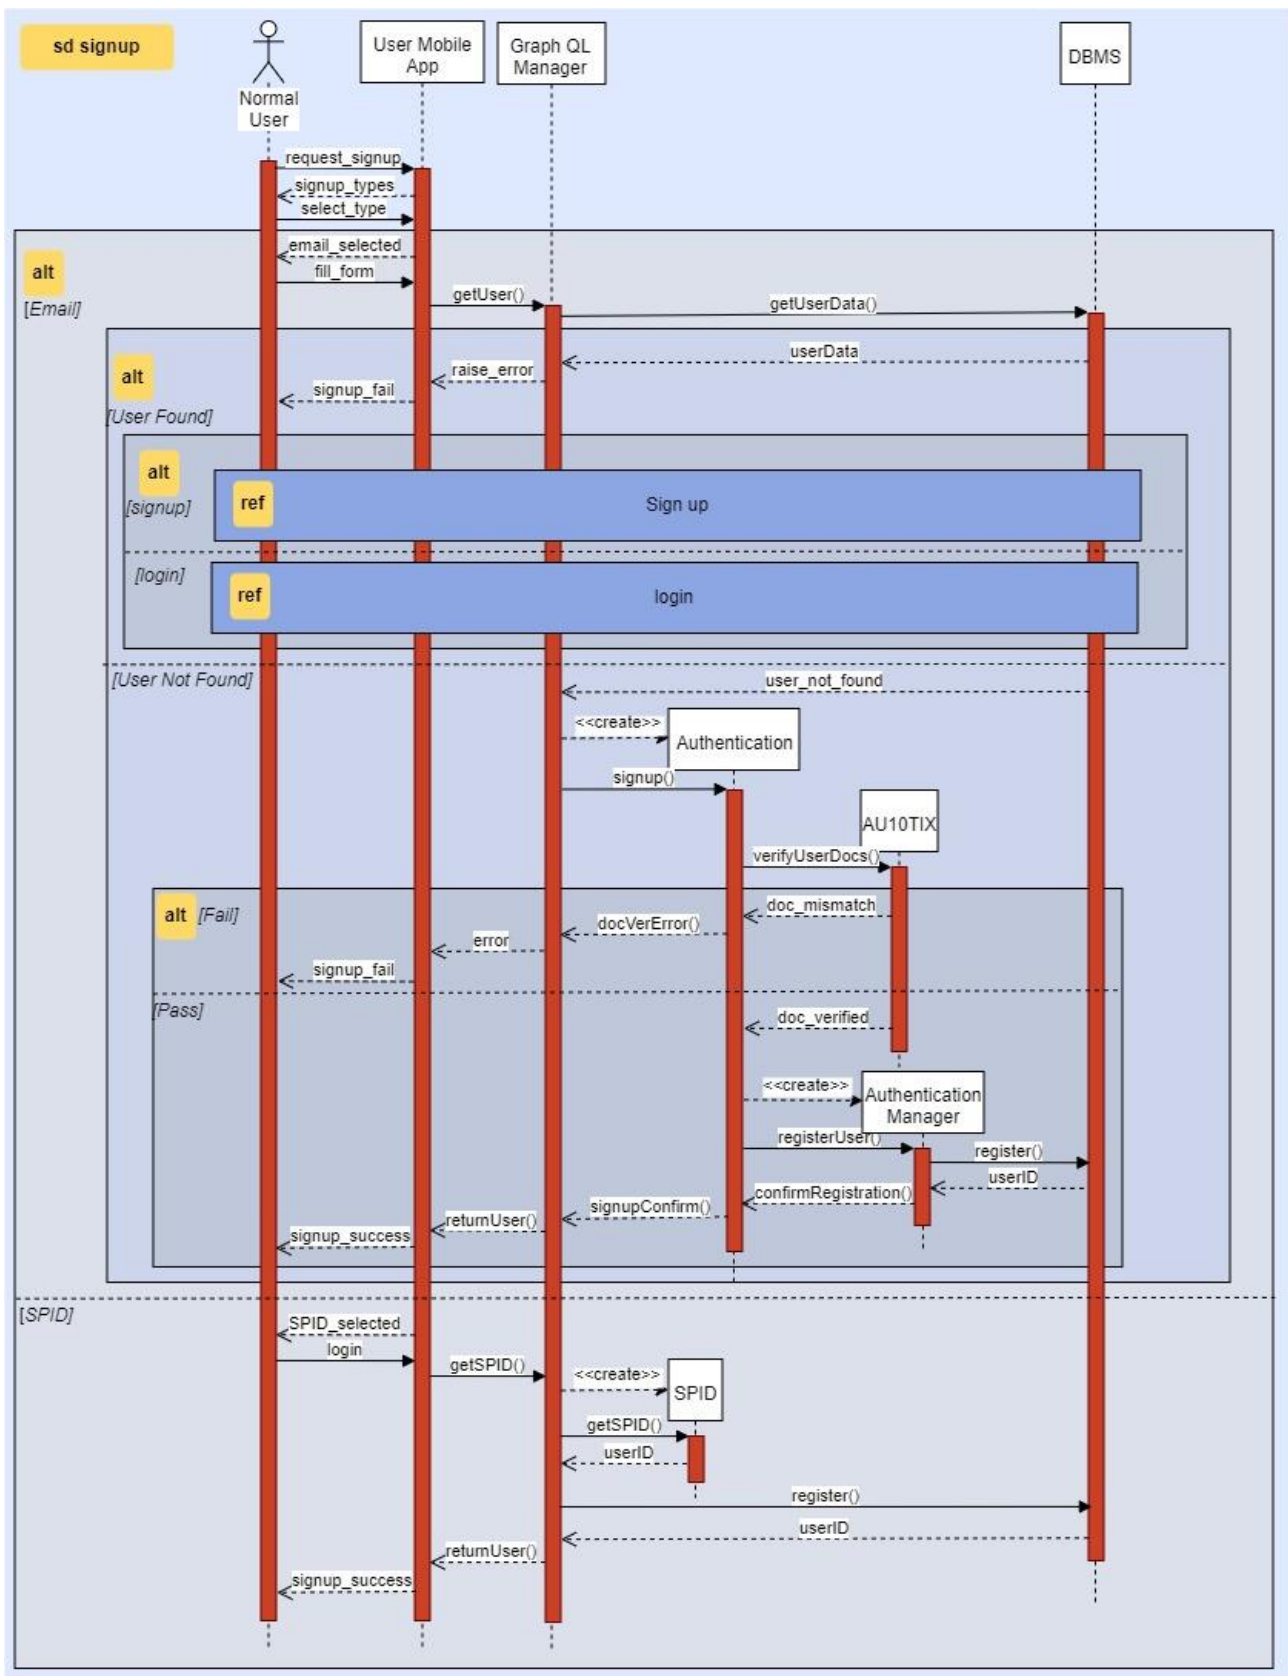 sd signup
Normal
User
User Mobile
App
Graph QL
Manager
DBMS
request_signup
signup_types
select_type
email_selected
alt
fill_form
[Email]
getUser()
getUserData()
userData
raise_error
alt
signup_fail
[User Found]
alt
[signup]
ref
Sign up
[login]
ref
login
[User Not Found]
user_not_found
<<create>>
Authentication
signup()
AU10TIX
verifyUserDocs()
alt
[Fail]
doc_mismatch
docVerError()
error
signup_fail
[Pass]
doc_verified
<<create>>
Authentication
Manager
registerUser()
register()
userID
confirmRegistration()
signupConfirm()
returnUser()
signup_success
[SPID]
SPID_selected
login
getSPID()
<<create>>
SPID
getSPID()
userID
register()
userID
returnUser()
signup_success